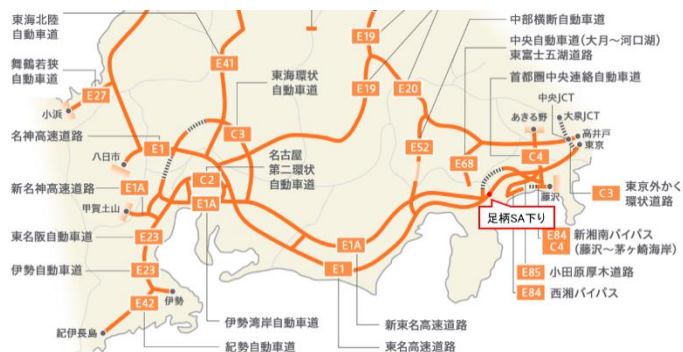 東海北陸
自動車道
E19
中部横断自動車道
中央自動車道(大月～河口湖)
東富士五湖道路
首都圏中央連絡自動車道
舞鶴若狭
自動車道
E41
東海環状
自動車道
E19
E20
中央JCT
大泉JCT
あきる野
高井戸
東京
小浜
E27
名神高速道路
E1
C3
E52
E68
C4
八日市
名古屋
第二環状
自動車道
C2
新名神高速道路
E1A
E1A
藤沢
C3
東京外かく
環状道路
甲賀土山
足柄SA下り
東名阪自動車道
E23
E1A
E84
C4
新湘南バイパス
(藤沢～茅ヶ崎海岸)
伊勢自動車道
E23
E1
E85
小田原厚木道路
伊勢
E84
西湘バイパス
E42
紀伊長島
伊勢湾岸自動車道
新東名高速道路
紀勢自動車道
東名高速道路